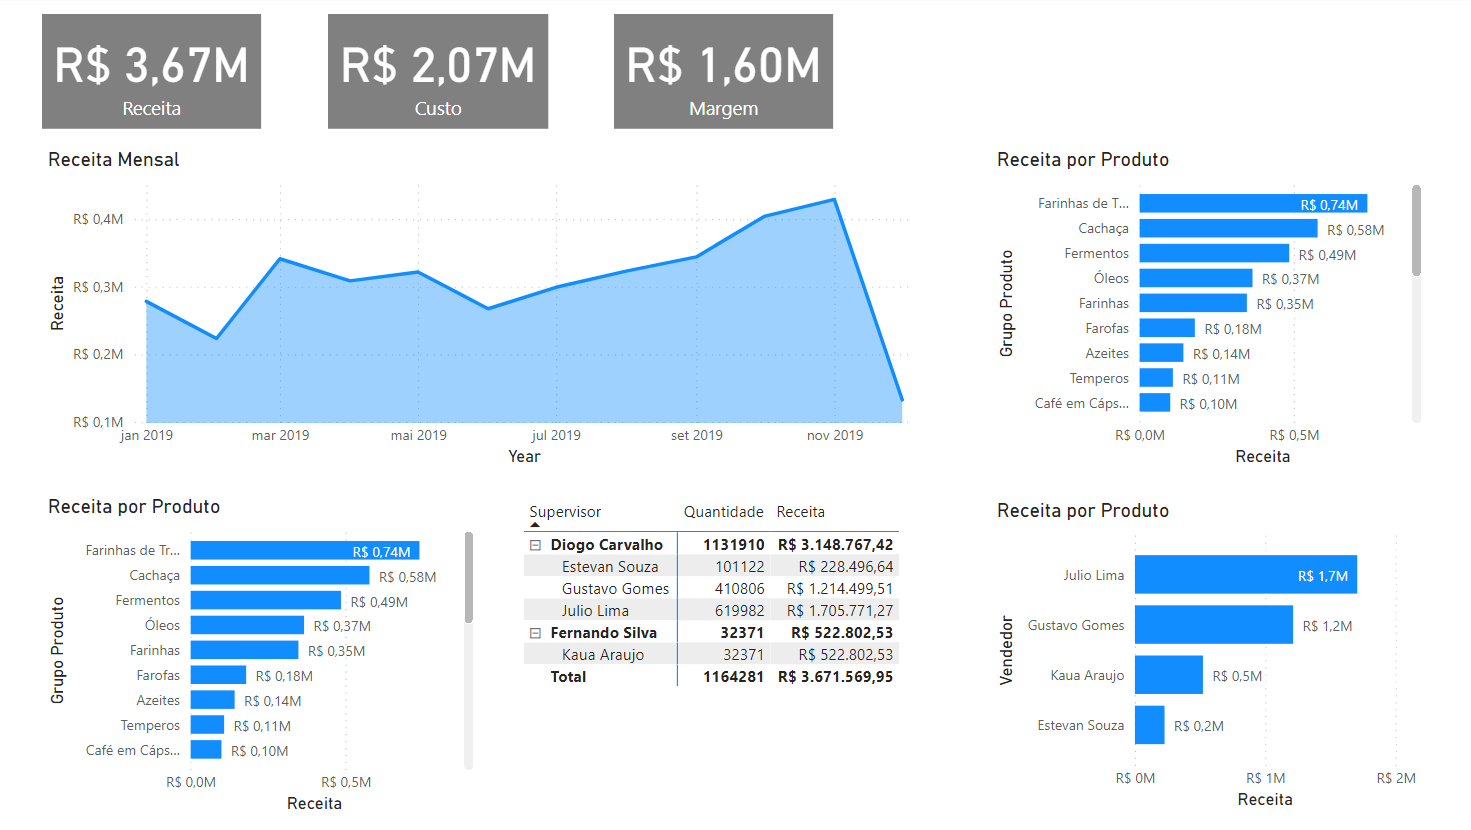 R$ 3,67M
Receita
R$ 2,07M
Custo
R$ 1,60M
Margem
Receita Mensal
Receita
R$ 0,4M
R$ 0,3M
R$ 0,2M
R$ 0,1M
jan 2019
mar 2019
mai 2019
jul 2019
set 2019
nov 2019
Year
Receita por Produto
Grupo Produto
Farinhas de T... R$ 0,74M
Cachaça R$ 0,58M
Fermentos R$ 0,49M
Óleos R$ 0,37M
Farinhas R$ 0,35M
Farofas R$ 0,18M
Azeites R$ 0,14M
Temperos R$ 0,11M
Café em Cáps... R$ 0,10M
R$ 0,0M R$ 0,5M
Receita
Receita por Produto
Grupo Produto
Farinhas de Tr... R$ 0,74M
Cachaça R$ 0,58M
Fermentos R$ 0,49M
Óleos R$ 0,37M
Farinhas R$ 0,35M
Farofas R$ 0,18M
Azeites R$ 0,14M
Temperos R$ 0,11M
Café em Cáps... R$ 0,10M
R$ 0,0M R$ 0,5M
Receita
Supervisor Quantidade Receita
Diogo Carvalho 1131910 R$ 3.148.767,42
Estevan Souza 101122 R$ 228.496,64
Gustavo Gomes 410806 R$ 1.214.499,51
Julio Lima 619982 R$ 1.705.771,27
Fernando Silva 32371 R$ 522.802,53
Kaua Araujo 32371 R$ 522.802,53
Total 1164281 R$ 3.671.569,95
Receita por Produto
Vendedor
Julio Lima R$ 1,7M
Gustavo Gomes R$ 1,2M
Kaua Araujo R$ 0,5M
Estevan Souza R$ 0,2M
R$ 0M R$ 1M R$ 2M
Receita